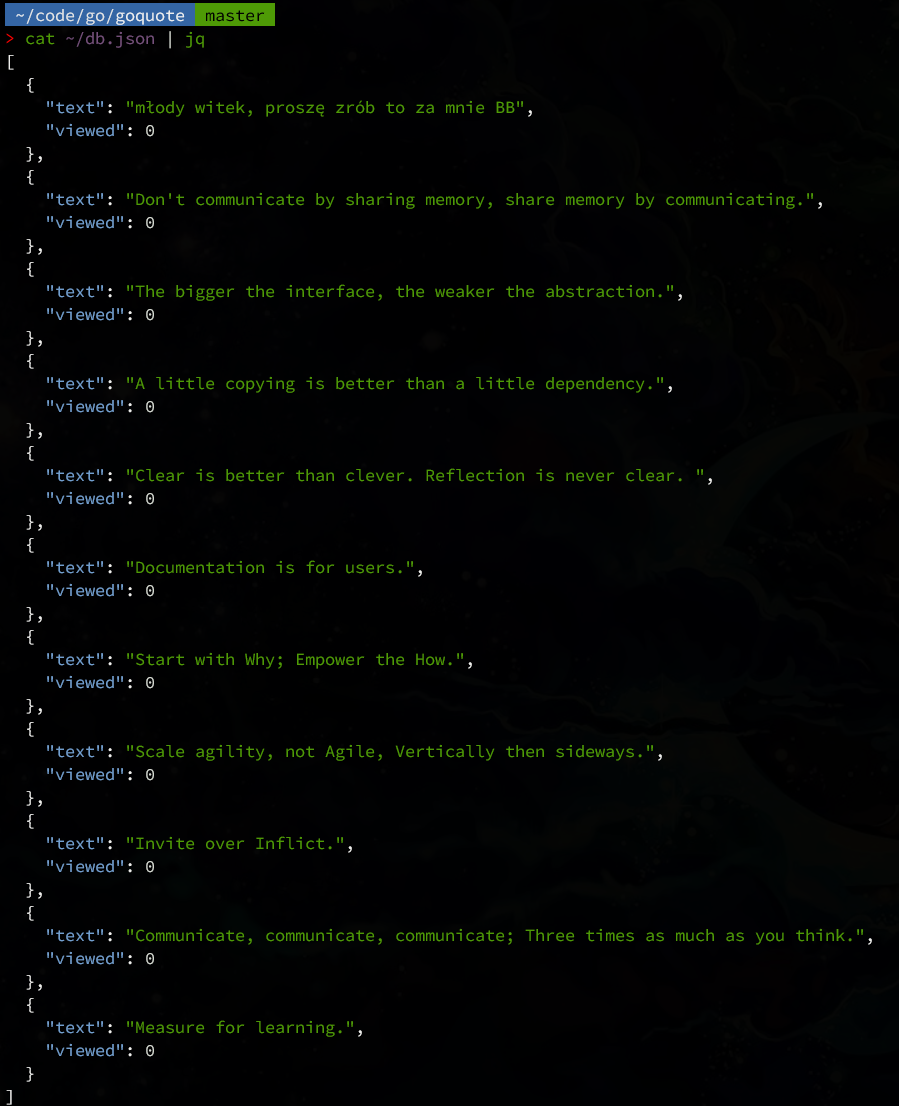 ~/code/go/goquote master
> cat ~/db.json | jq
[
  {
    "text": "młody witek, proszę zrób to za mnie BB",
    "viewed": 0
  },
  {
    "text": "Don't communicate by sharing memory, share memory by communicating.",
    "viewed": 0
  },
  {
    "text": "The bigger the interface, the weaker the abstraction.",
    "viewed": 0
  },
  {
    "text": "A little copying is better than a little dependency.",
    "viewed": 0
  },
  {
    "text": "Clear is better than clever. Reflection is never clear. ",
    "viewed": 0
  },
  {
    "text": "Documentation is for users.",
    "viewed": 0
  },
  {
    "text": "Start with Why; Empower the How.",
    "viewed": 0
  },
  {
    "text": "Scale agility, not Agile, Vertically then sideways.",
    "viewed": 0
  },
  {
    "text": "Invite over Inflict.",
    "viewed": 0
  },
  {
    "text": "Communicate, communicate, communicate; Three times as much as you think.",
    "viewed": 0
  },
  {
    "text": "Measure for learning.",
    "viewed": 0
  }
]